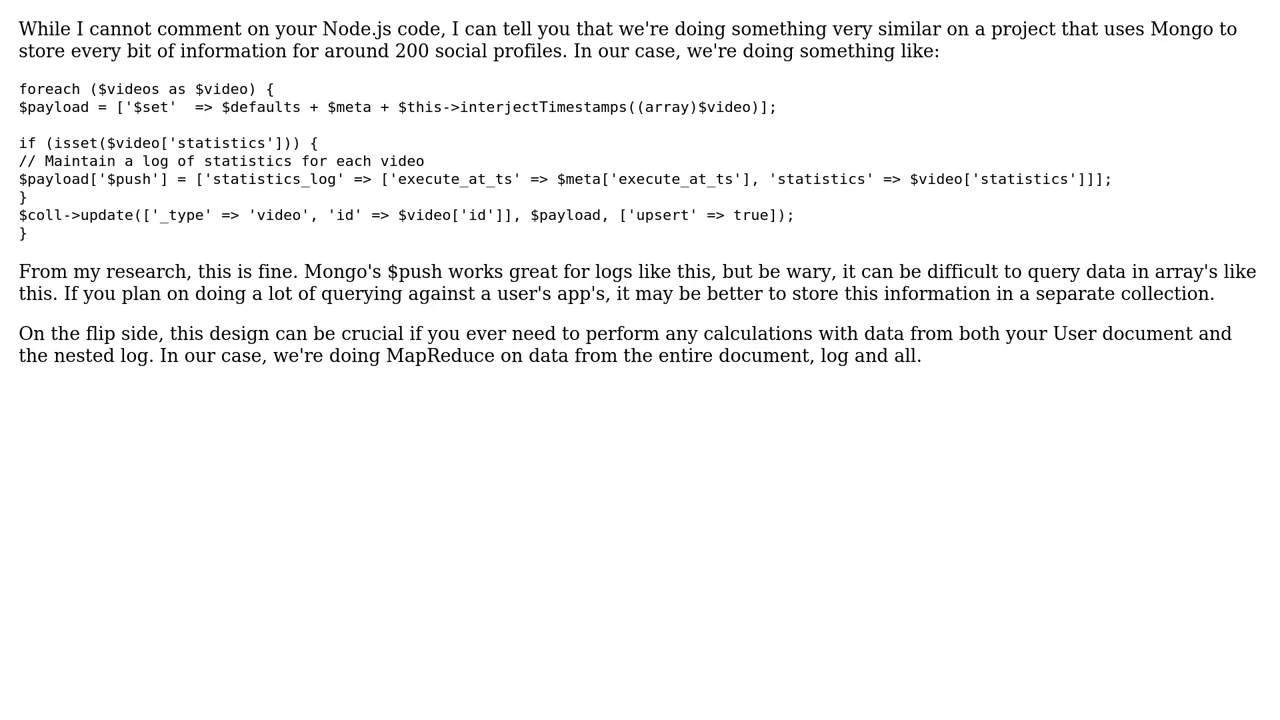 While I cannot comment on your Node.js code, I can tell you that we're doing something very similar on a project that uses Mongo to
store every bit of information for around 200 social profiles. In our case, we're doing something like:
foreach ($videos as $video) {
$payload = ['$set'  => $defaults + $meta + $this->interjectTimestamps((array)$video)];
if (isset($video['statistics'])) {
// Maintain a log of statistics for each video
$payload['$push'] = ['statistics_log' => ['execute_at_ts' => $meta['execute_at_ts'], 'statistics' => $video['statistics']]];
}
$coll->update(['_type' => 'video', 'id' => $video['id']], $payload, ['upsert' => true]);
}
From my research, this is fine. Mongo's $push works great for logs like this, but be wary, it can be difficult to query data in array's like
this. If you plan on doing a lot of querying against a user's app's, it may be better to store this information in a separate collection.
On the flip side, this design can be crucial if you ever need to perform any calculations with data from both your User document and
the nested log. In our case, we're doing MapReduce on data from the entire document, log and all.